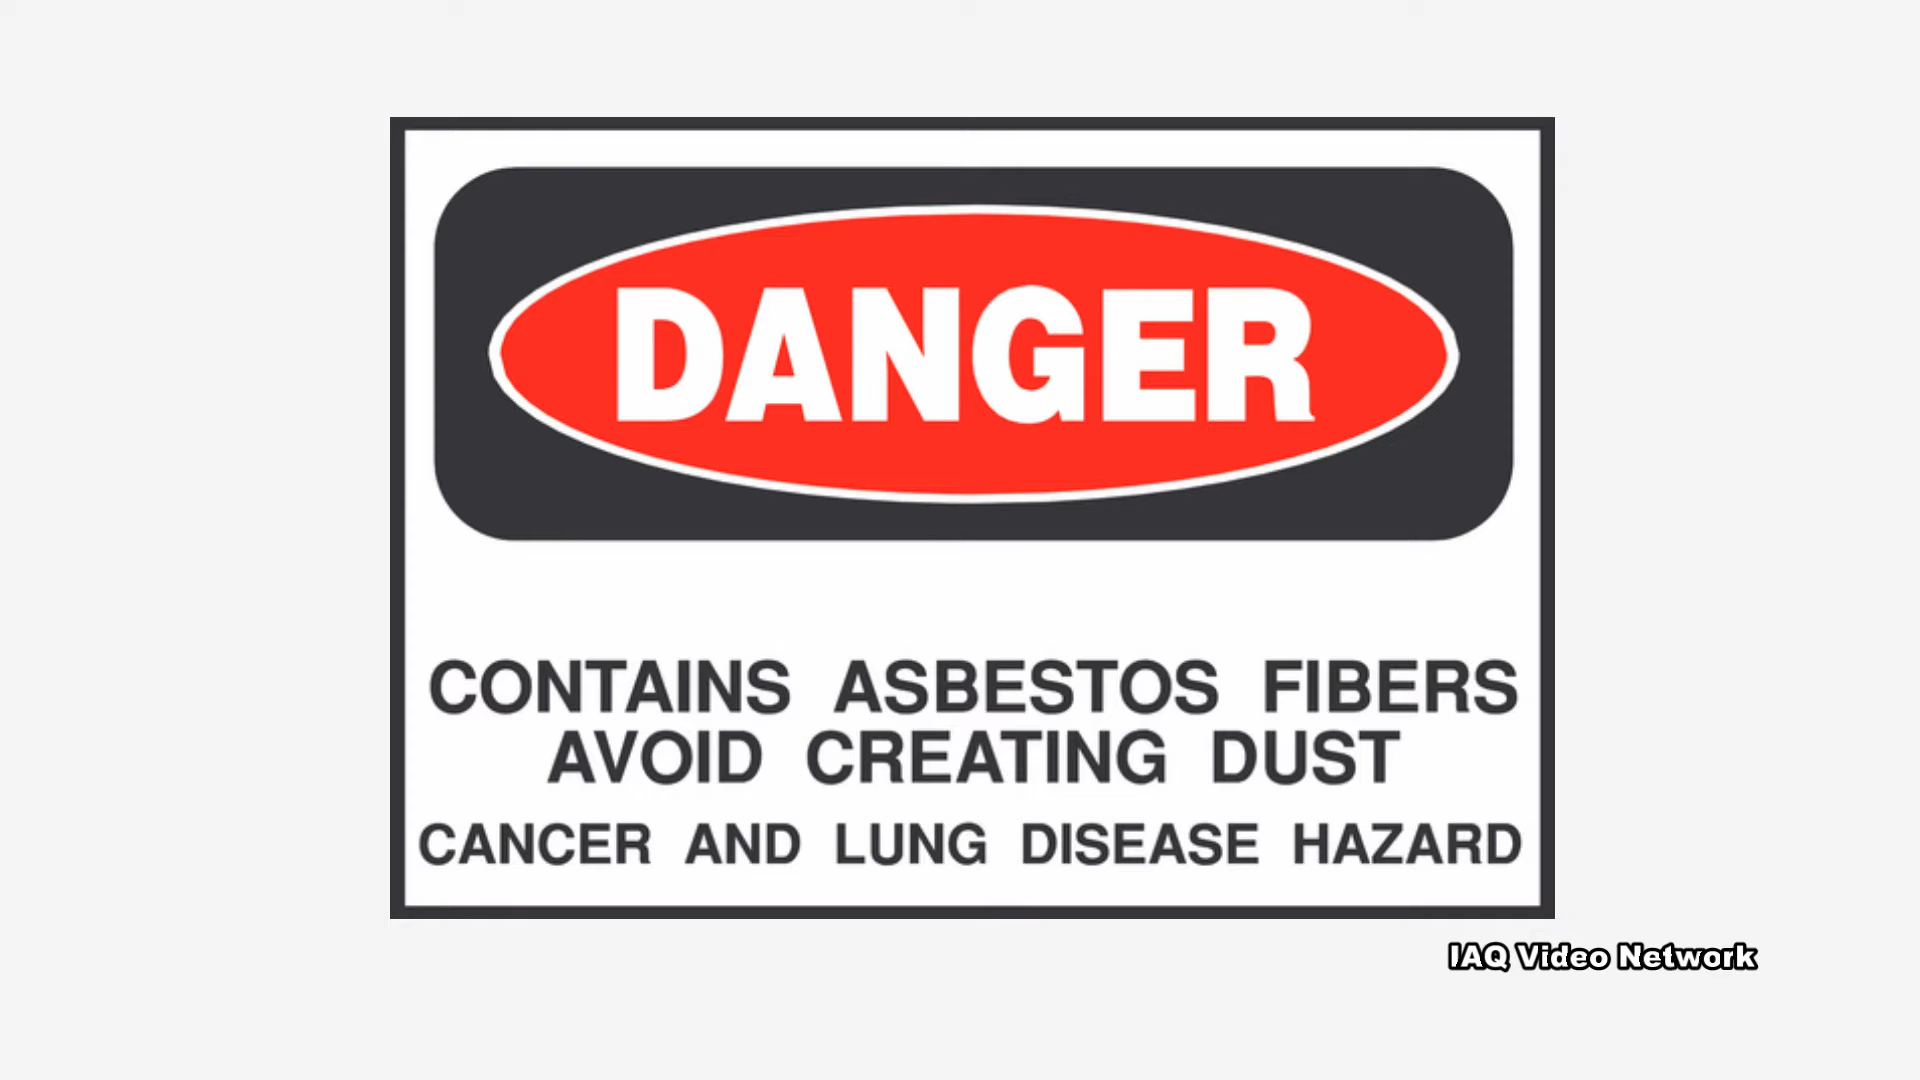 DANGER
CONTAINS ASBESTOS FIBERS
AVOID CREATING DUST
CANCER AND LUNG DISEASE HAZARD
IAQ Video Network